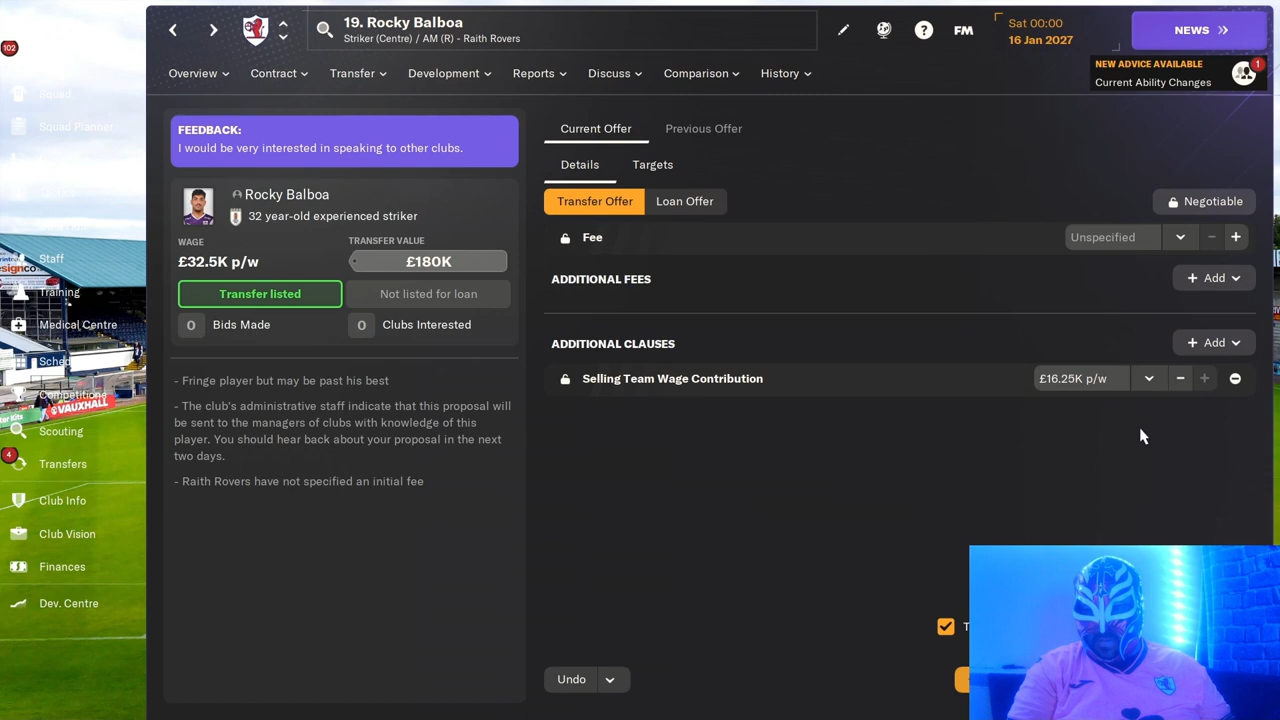 19. Rocky Balboa
Striker (Centre) / AM (R) - Raith Rovers
FM
Sat 00:00
16 Jan 2027
NEWS
Overview
Contract
Transfer
Development
Reports
Discuss
Comparison
History
NEW ADVICE AVAILABLE
Current Ability Changes
1
102
Squad
Squad Planner
Staff
Training
Medical Centre
Sched
Competitions
VAUXHALL
Scouting
4
Transfers
Club Info
Club Vision
Finances
Dev. Centre
FEEDBACK:
I would be very interested in speaking to other clubs.
Rocky Balboa
32 year-old experienced striker
WAGE
£32.5K p/w
TRANSFER VALUE
£180K
Transfer listed
Not listed for loan
0 Bids Made
0 Clubs Interested
- Fringe player but may be past his best
- The club's administrative staff indicate that this proposal will
be sent to the managers of clubs with knowledge of this
player. You should hear back about your proposal in the next
two days.
- Raith Rovers have not specified an initial fee
Current Offer
Previous Offer
Details
Targets
Transfer Offer
Loan Offer
Negotiable
Fee
Unspecified
ADDITIONAL FEES
Add
ADDITIONAL CLAUSES
Add
Selling Team Wage Contribution
£16.25K p/w
T
Undo